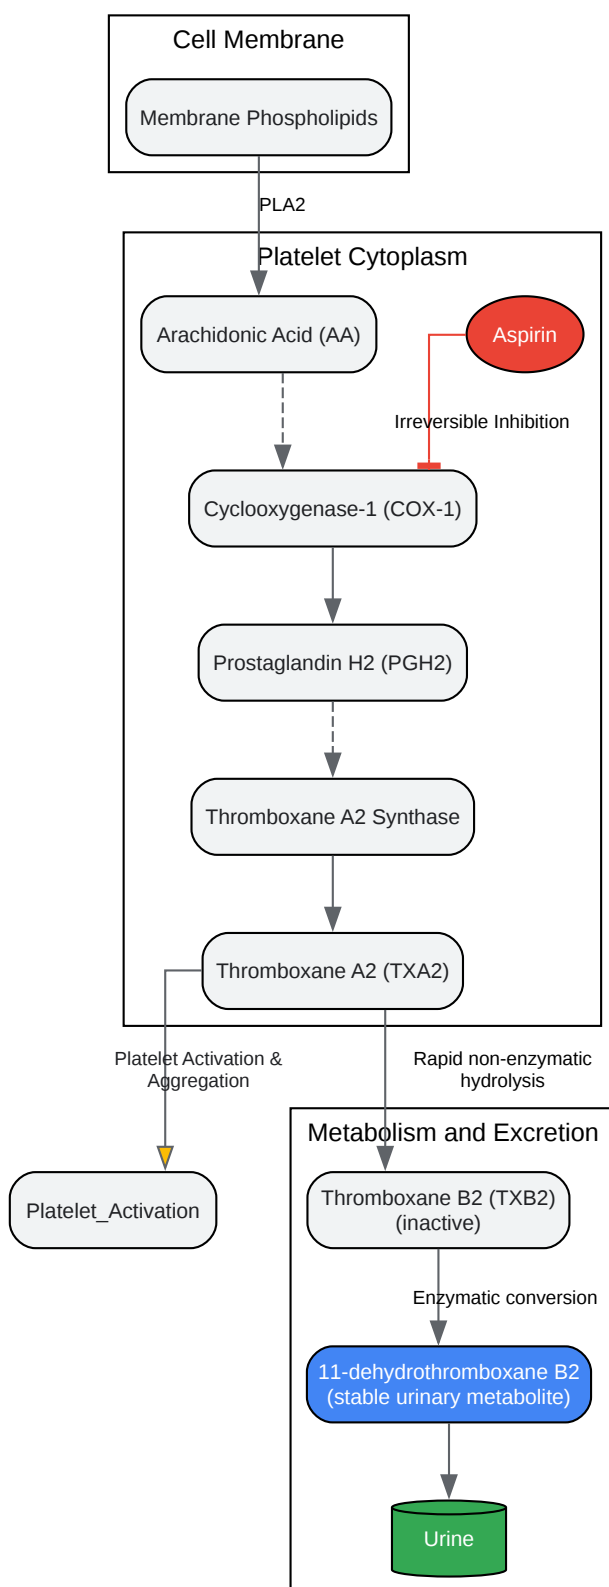 Cell Membrane
Membrane Phospholipids
PLA2
Platelet Cytoplasm
Arachidonic Acid (AA)
Aspirin
Irreversible Inhibition
Cyclooxygenase-1 (COX-1)
Prostaglandin H2 (PGH2)
Thromboxane A2 Synthase
Thromboxane A2 (TXA2)
Platelet Activation &
Aggregation
Rapid non-enzymatic
hydrolysis
Metabolism and Excretion
Platelet_Activation
Thromboxane B2 (TXB2)
(inactive)
Enzymatic conversion
11-dehydrothromboxane B2
(stable urinary metabolite)
Urine